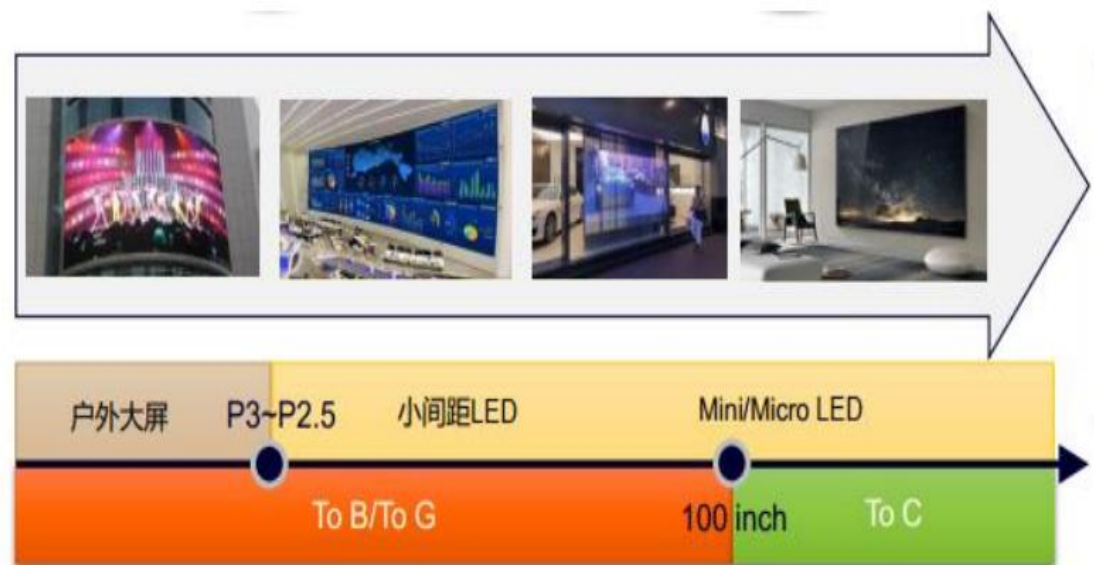 户外大屏
P3~P2.5
小间距LED
Mini/Micro LED
To B/To G
100 inch
To C